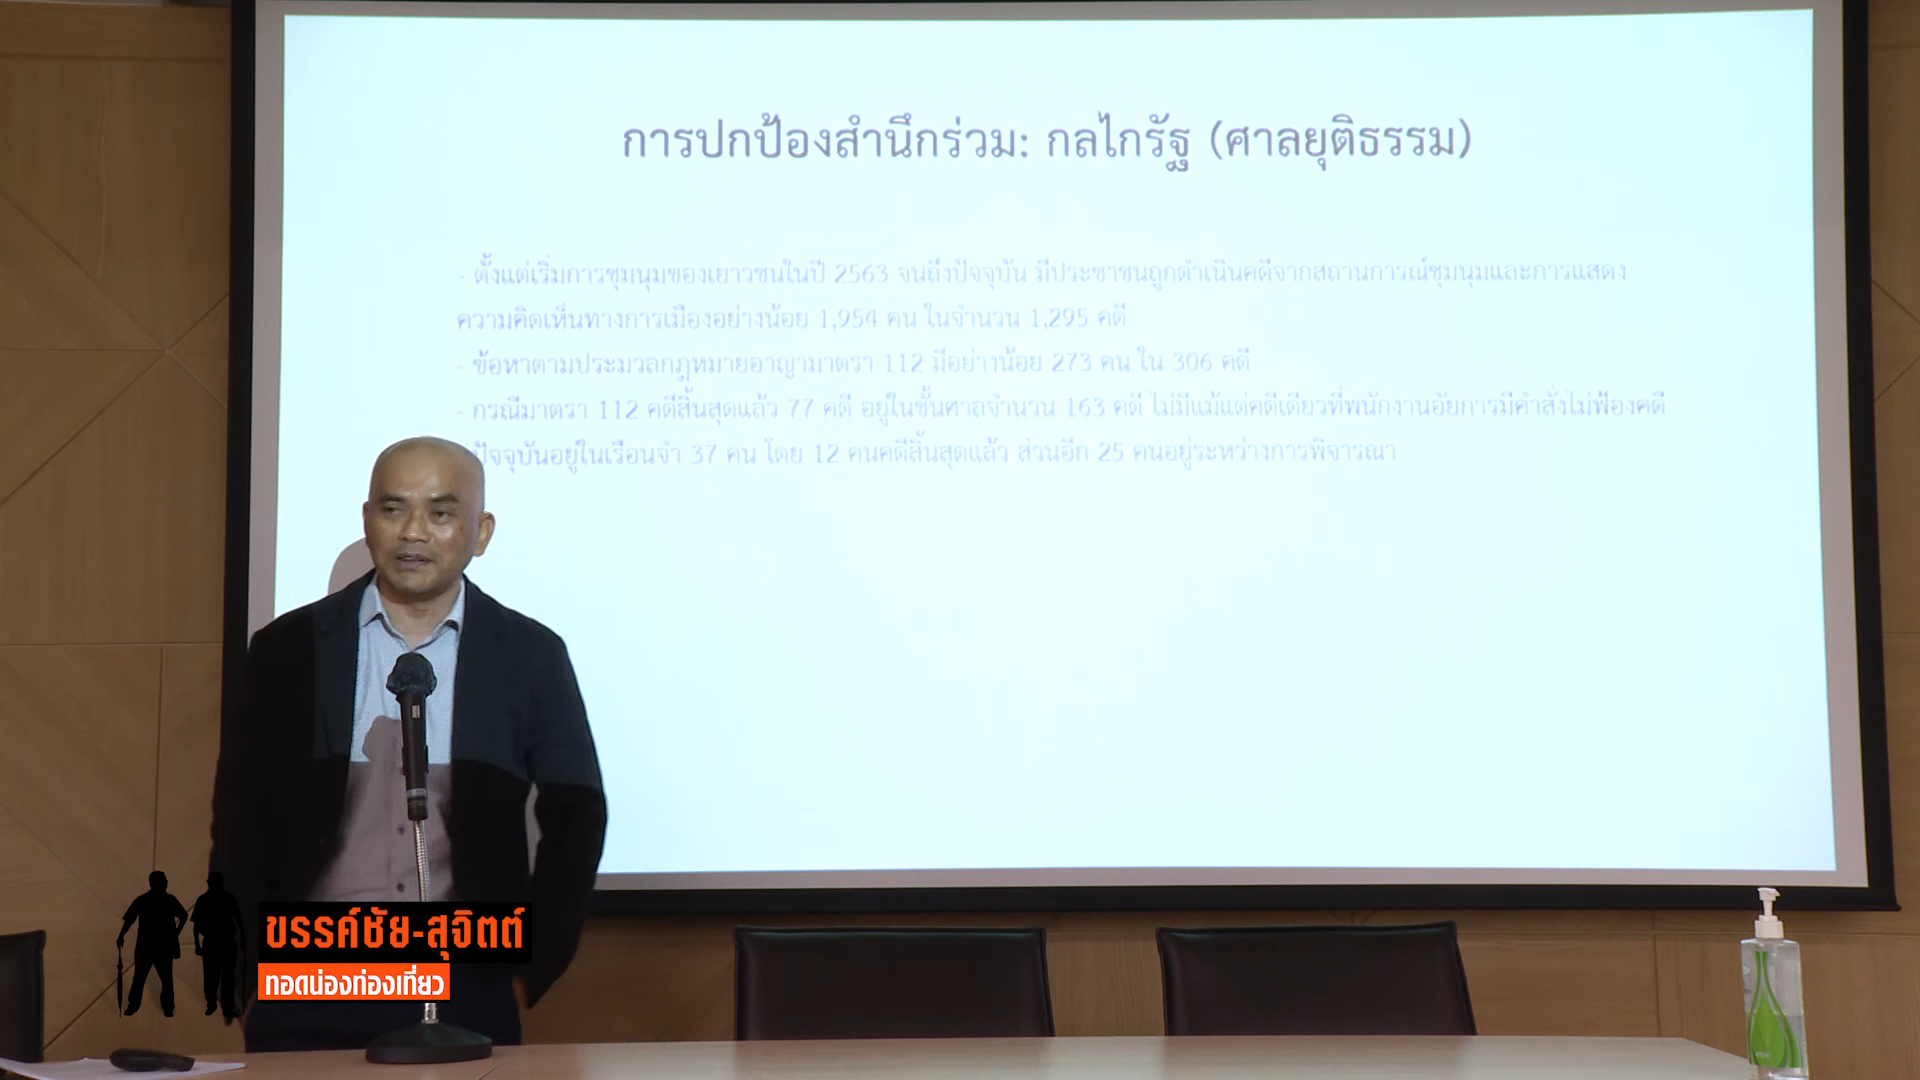 การปกป้องสำนึกร่วม: กลไกรัฐ (ศาลยุติธรรม)
- ตั้งแต่เริ่มการชุมนุมของเยาวชนในปี 2563 จนถึงปัจจุบัน มีประชาชนถูกดำเนินคดีจากสถานการณ์ชุมนุมและการแสดง
ความคิดเห็นทางการเมืองอย่างน้อย 1,954 คน ในจำนวน 1,295 คดี
- ข้อหาตามประมวลกฎหมายอาญามาตรา 112 มีอย่างน้อย 273 คน ใน 306 คดี
- กรณีมาตรา 112 คดีสิ้นสุดแล้ว 77 คดี อยู่ในชั้นศาลจำนวน 163 คดี ไม่มีแม้แต่คดีเดียวที่พนักงานอัยการมีคำสั่งไม่ฟ้องคดี
ปัจจุบันอยู่ในเรือนจำ 37 คน โดย 12 คนคดีสิ้นสุดแล้ว ส่วนอีก 25 คนอยู่ระหว่างการพิจารณา
ขรรค์ชัย-สุจิตต์
ทอดน่องท่องเที่ยว